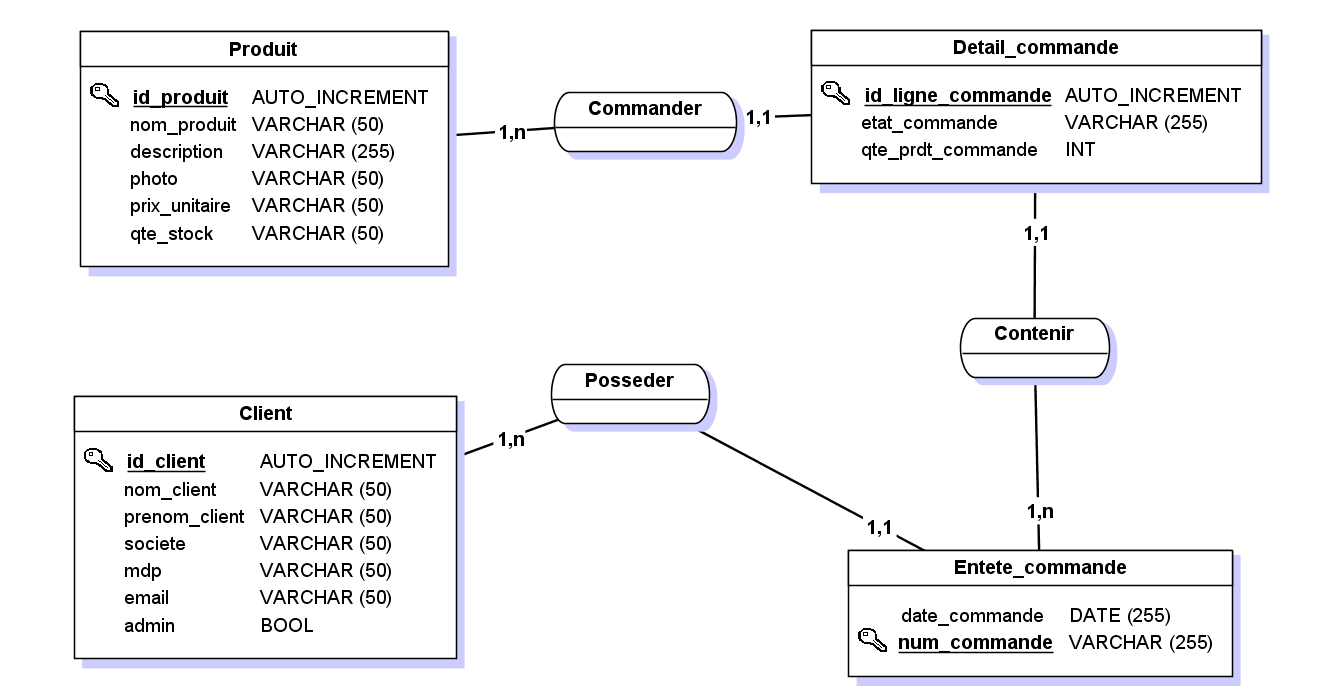 Produit
id_produit AUTO_INCREMENT
nom_produit VARCHAR (50)
description VARCHAR (255)
photo VARCHAR (50)
prix_unitaire VARCHAR (50)
qte_stock VARCHAR (50)
1,n
Commander
1,1
Detail_commande
id_ligne_commande AUTO_INCREMENT
etat_commande VARCHAR (255)
qte_prdt_commande INT
1,1
Contenir
1,n
Client
id_client AUTO_INCREMENT
nom_client VARCHAR (50)
prenom_client VARCHAR (50)
societe VARCHAR (50)
mdp VARCHAR (50)
email VARCHAR (50)
admin BOOL
1,n
Posseder
1,1
Entete_commande
date_commande DATE (255)
num_commande VARCHAR (255)